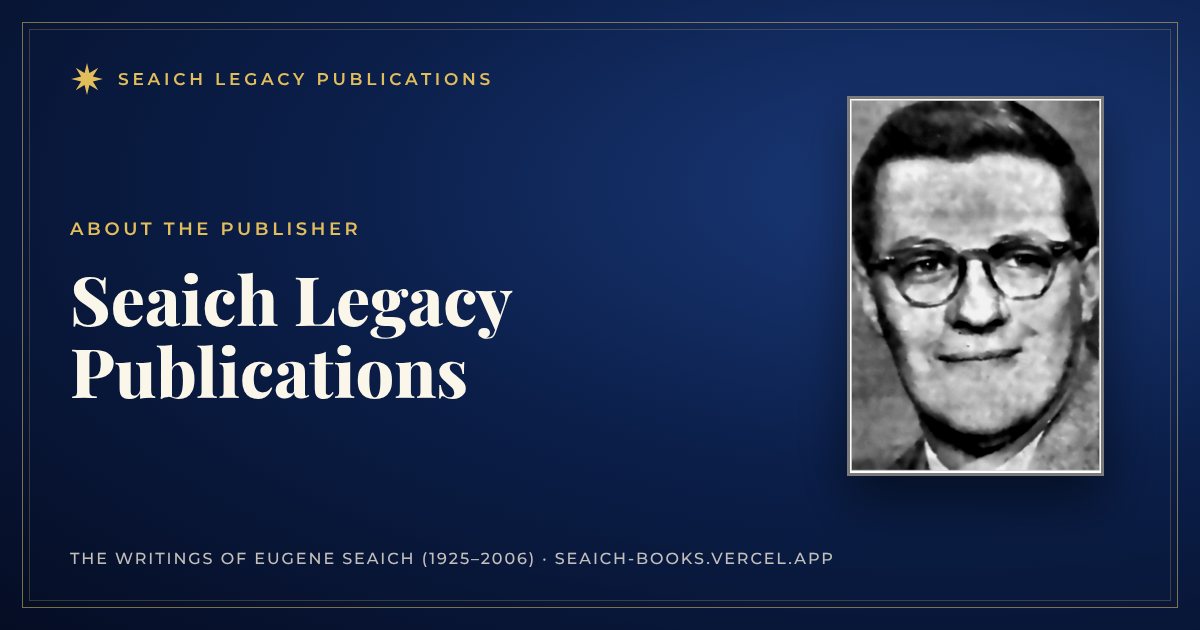 SEAICH LEGACY PUBLICATIONS
ABOUT THE PUBLISHER
Seaich Legacy
Publications
THE WRITINGS OF EUGENE SEAICH (1925–2006) · SEAICH-BOOKS.VERCEL.APP